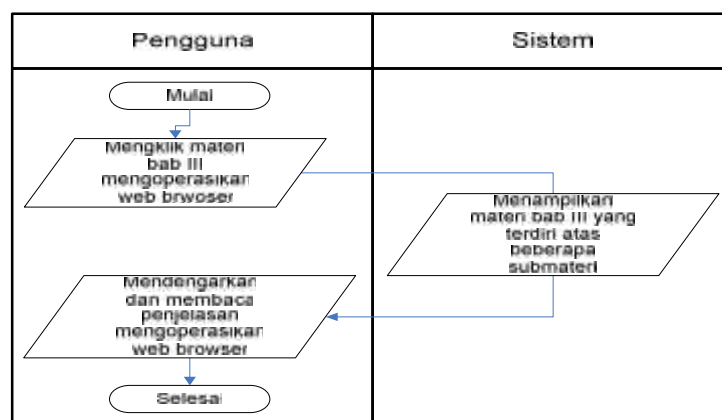 Pengguna
Sistem
Mulai
Mengklik materi
bab III
mengoperasikan
web brwoser
Menampilkan
materi bab III yang
terdiri atas
beberapa
submateri
Mendengarkan
dan membaca
penjelasan
mengoperasikan
web browser
Selesai